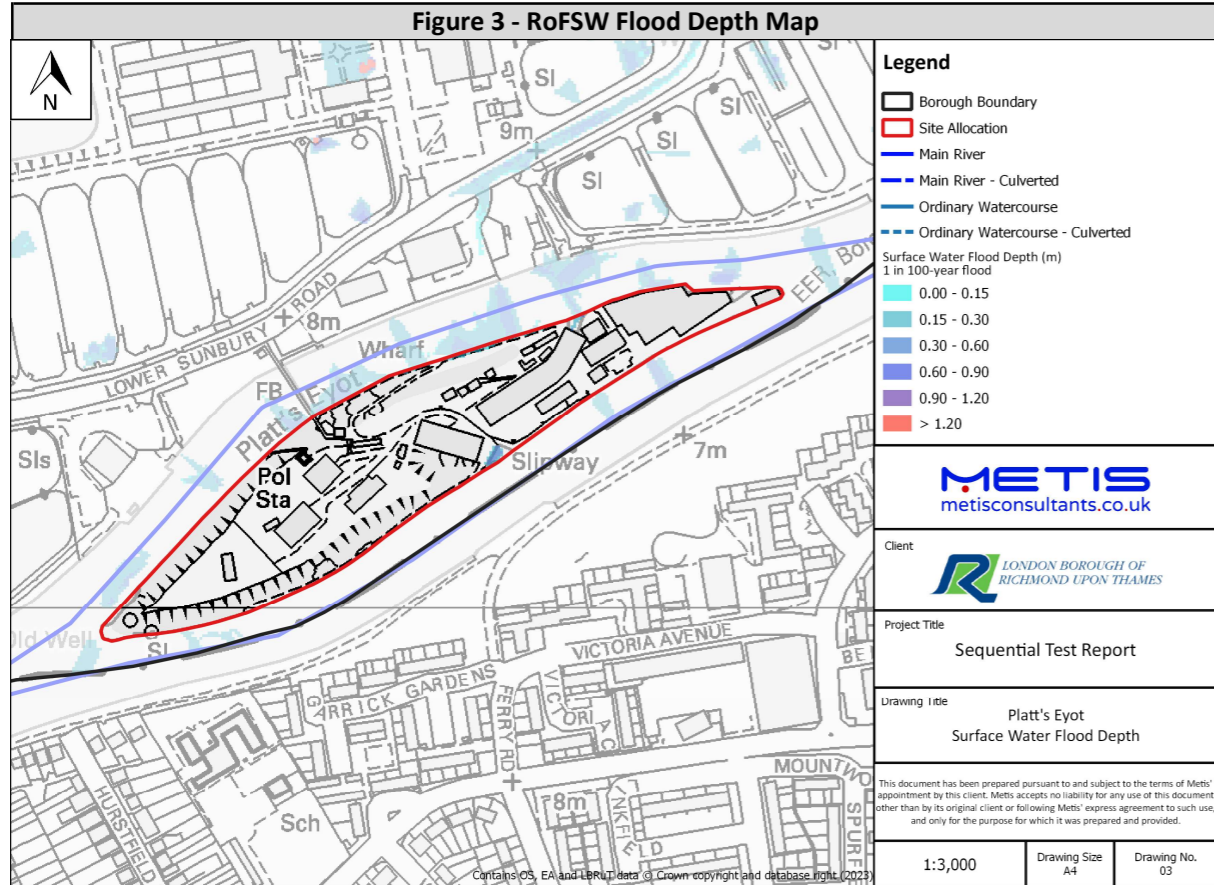 Figure 3 - RoFSW Flood Depth Map
N
SI
SI
SI
SI
SI
9m
LOWER SUNBURY ROAD
8m
Wharf
FB
Platt's Eyot
EER, Bor
SIs
Pol
Sta
Slipway
7m
Old Well
SI
VICTORIA AVENUE
GARRICK GARDENS
FERRY RD
HURSTFIELD
Sch
8m
MOUNTWO
SPURF
Contains OS, EA and LBRuT data © Crown copyright and database right (2023)
Legend
Borough Boundary
Site Allocation
Main River
Main River - Culverted
Ordinary Watercourse
Ordinary Watercourse - Culverted
Surface Water Flood Depth (m)
1 in 100-year flood
0.00 - 0.15
0.15 - 0.30
0.30 - 0.60
0.60 - 0.90
0.90 - 1.20
> 1.20
METIS
metisconsultants.co.uk
Client
LONDON BOROUGH OF
RICHMOND UPON THAMES
Project Title
Sequential Test Report
Drawing Title
Platt's Eyot
Surface Water Flood Depth
This document has been prepared pursuant to and subject to the terms of Metis'
appointment by this client. Metis accepts no liability for any use of this document
other than by its original client or following Metis' express agreement to such use,
and only for the purpose for which it was prepared and provided.
1:3,000
Drawing Size
A4
Drawing No.
03